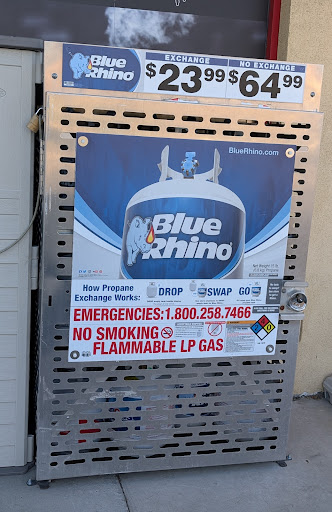 Blue Rhino
EXCHANGE NO EXCHANGE
$23 99 $64 99
BlueRhino.com
Blue
Rhino
How Propane
Exchange Works:
DROP SWAP GO
EMERGENCIES:1.800.258.7466
NO SMOKING
FLAMMABLE LP GAS